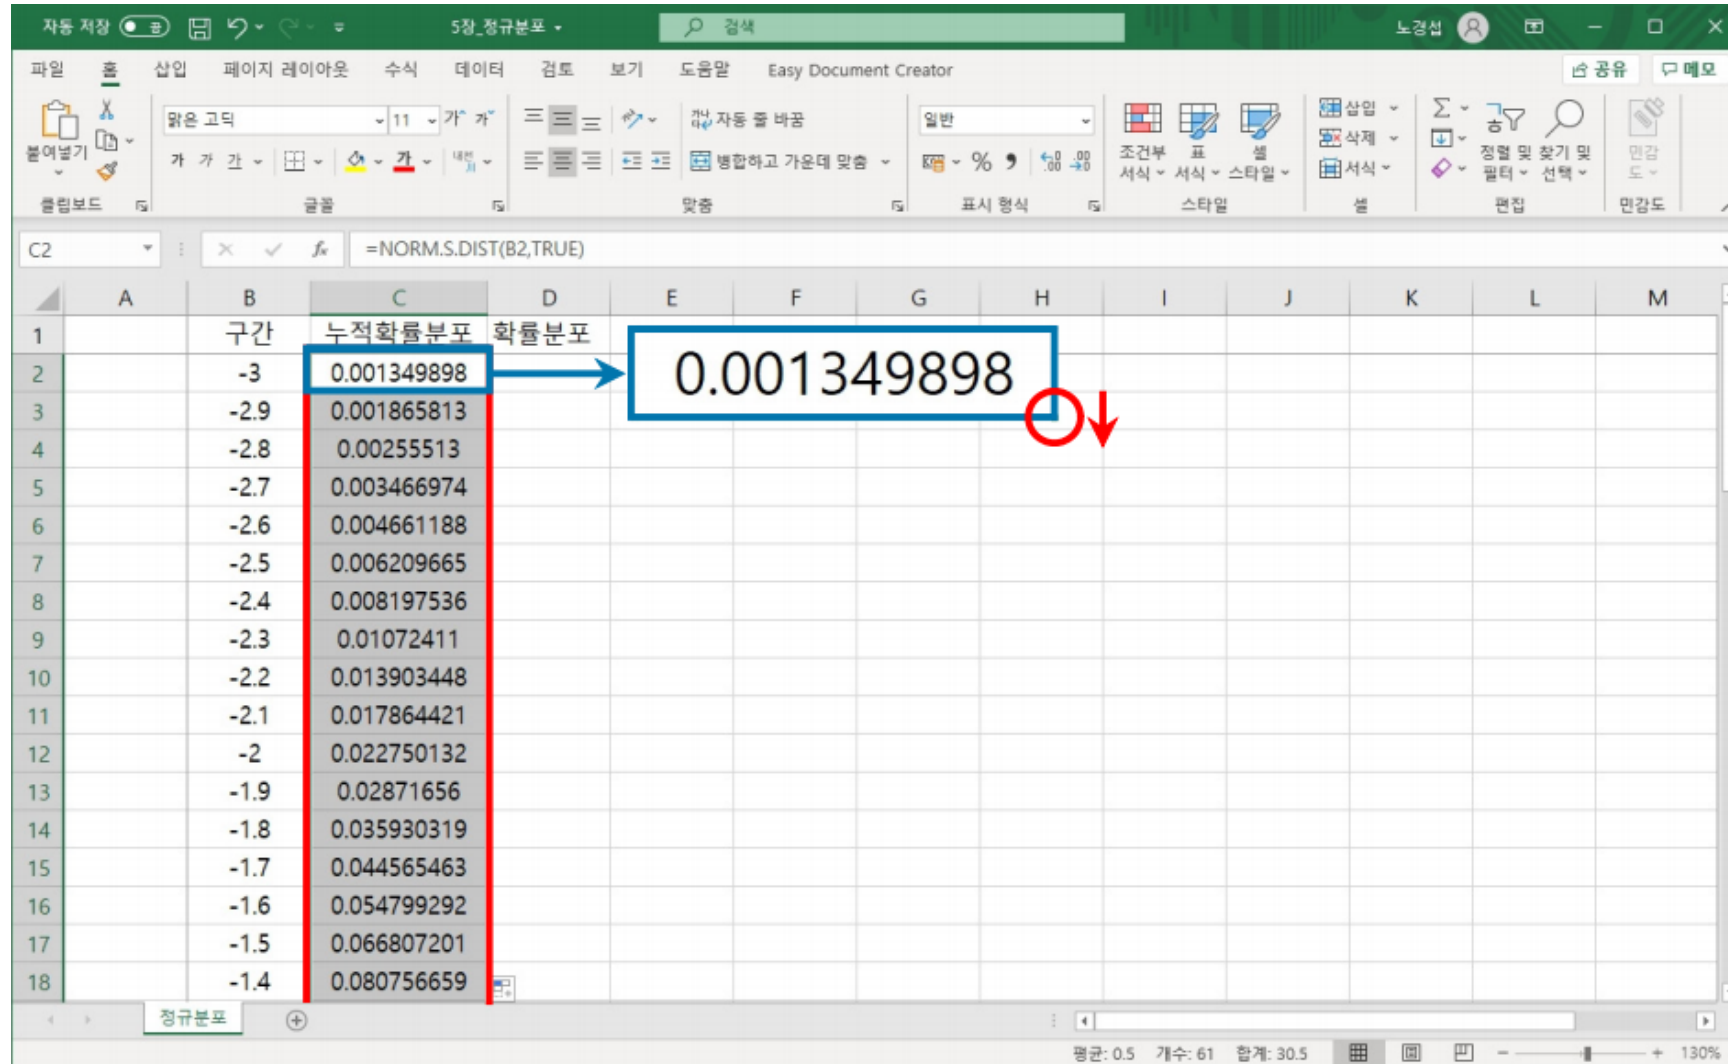 자동 저장 끔 5장_정규분포 검색 노경섭
파일 홈 삽입 페이지 레이아웃 수식 데이터 검토 보기 도움말 Easy Document Creator 공유 메모
붙여넣기 맑은 고딕 11 가 가 자동 줄 바꿈 일반 조건부 서식 표 서식 셀 스타일 삽입 정렬 및 필터 찾기 및 선택 민감도
가 가 가 가 내천 병합하고 가운데 맞춤 % 삭제
서식
클립보드 글꼴 맞춤 표시 형식 스타일 셀 편집 민감도
C2 fx =NORM.S.DIST(B2,TRUE)
A B C D E F G H I J K L M
1 구간 누적확률분포 확률분포
2 -3 0.001349898 0.001349898
3 -2.9 0.001865813
4 -2.8 0.00255513
5 -2.7 0.003466974
6 -2.6 0.004661188
7 -2.5 0.006209665
8 -2.4 0.008197536
9 -2.3 0.01072411
10 -2.2 0.013903448
11 -2.1 0.017864421
12 -2 0.022750132
13 -1.9 0.02871656
14 -1.8 0.035930319
15 -1.7 0.044565463
16 -1.6 0.054799292
17 -1.5 0.066807201
18 -1.4 0.080756659
정규분포
평균: 0.5 개수: 61 합계: 30.5 130%